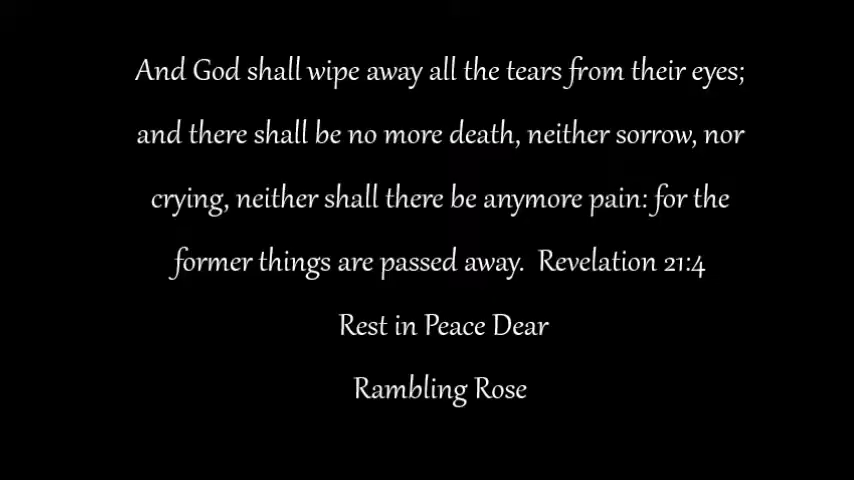 And God shall wipe away all the tears from their eyes;
and there shall be no more death, neither sorrow, nor
crying, neither shall there be anymore pain: for the
former things are passed away.  Revelation 21:4
Rest in Peace Dear
Rambling Rose